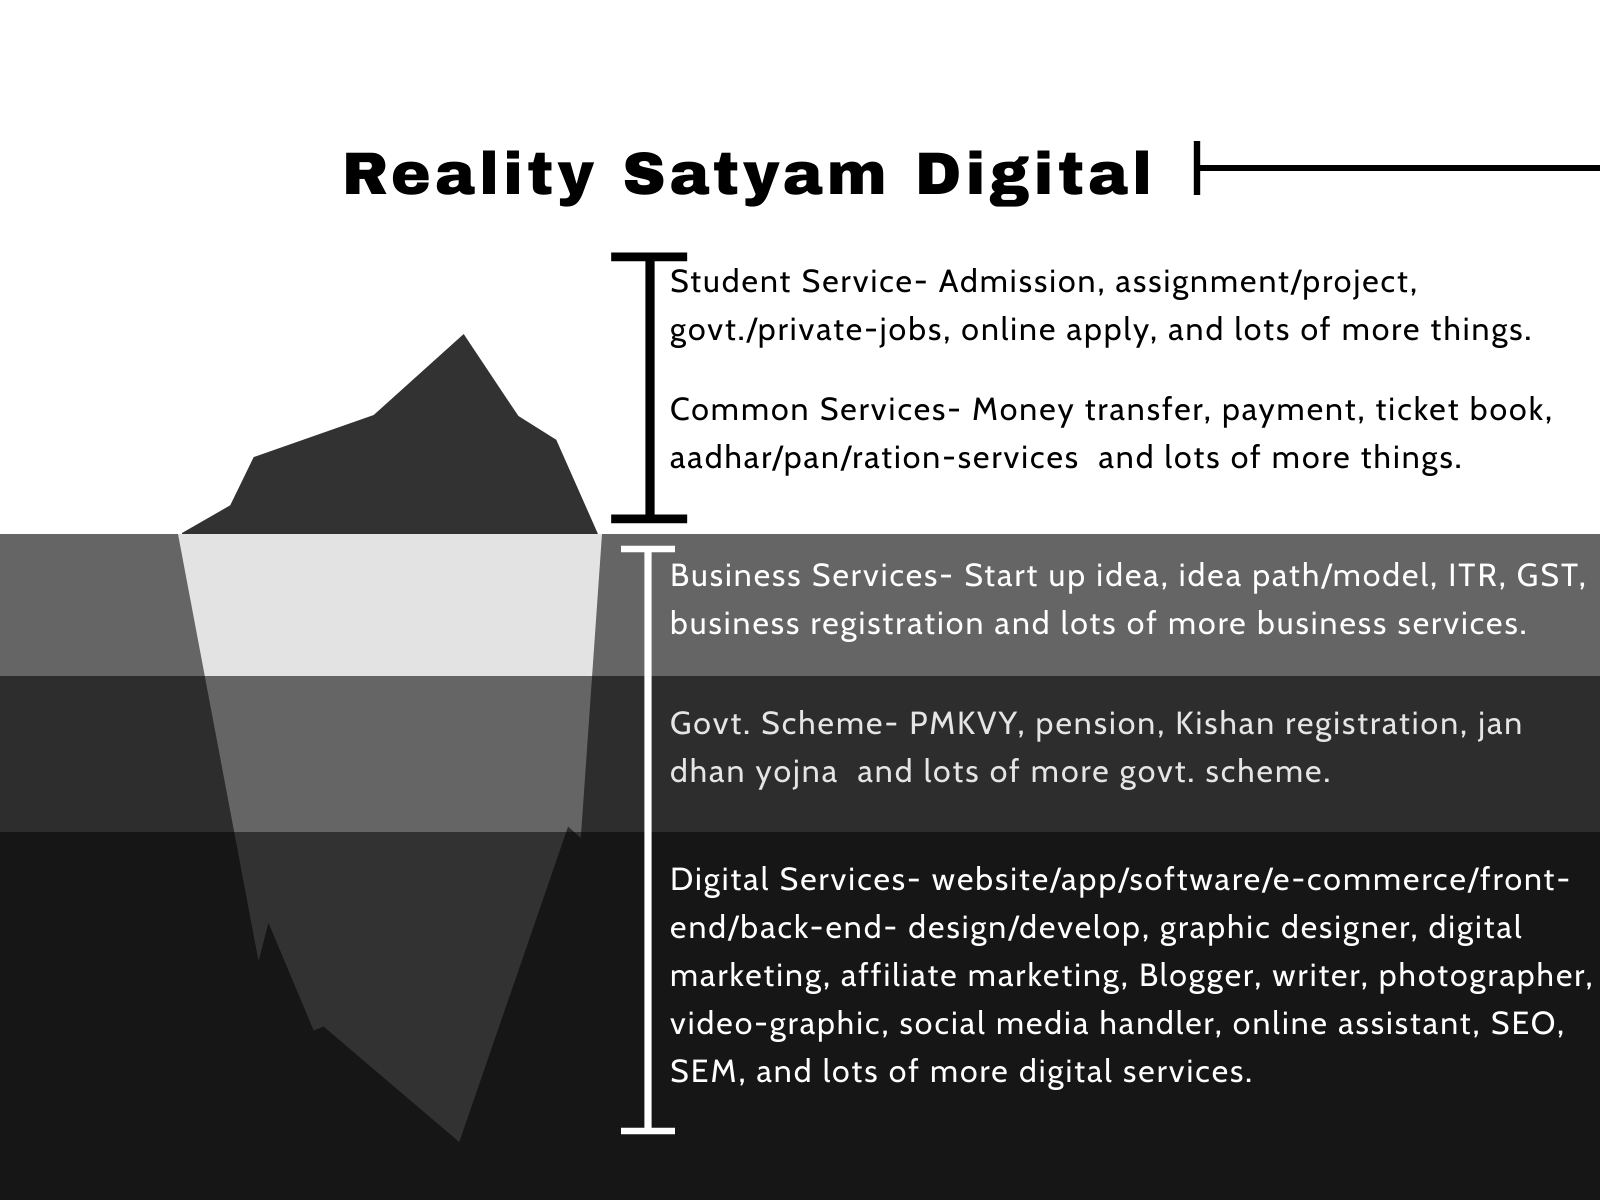 Reality Satyam Digital
Student Service- Admission, assignment/project,
govt./private-jobs, online apply, and lots of more things.
Common Services- Money transfer, payment, ticket book,
aadhar/pan/ration-services  and lots of more things.
Business Services- Start up idea, idea path/model, ITR, GST,
business registration and lots of more business services.
Govt. Scheme- PMKVY, pension, Kishan registration, jan
dhan yojna  and lots of more govt. scheme.
Digital Services- website/app/software/e-commerce/front-
end/back-end- design/develop, graphic designer, digital
marketing, affiliate marketing, Blogger, writer, photographer,
video-graphic, social media handler, online assistant, SEO,
SEM, and lots of more digital services.